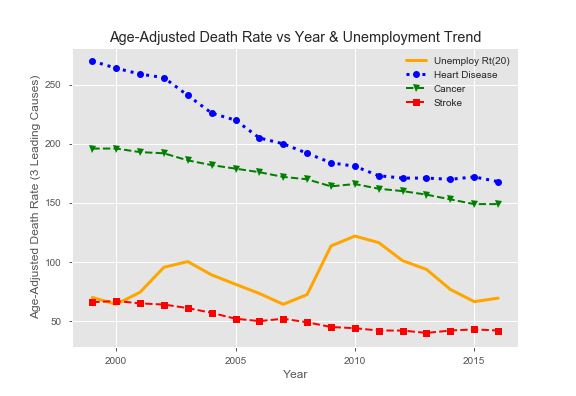 Age-Adjusted Death Rate vs Year & Unemployment Trend
Unemploy Rt(20)
Heart Disease
Cancer
Stroke
Age-Adjusted Death Rate (3 Leading Causes)
250
200
150
100
50
2000
2005
2010
2015
Year